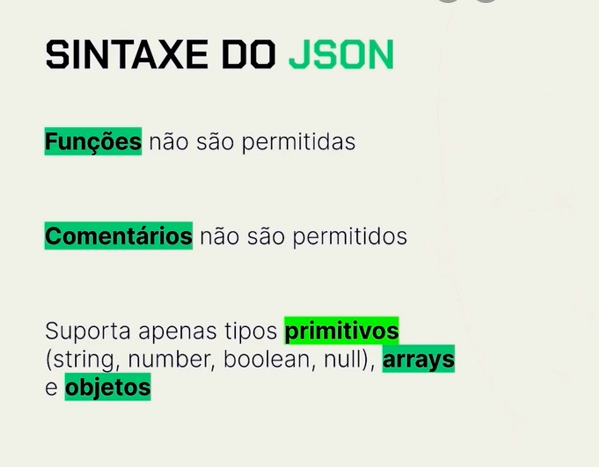 SINTAXE DO JSON
Funções não são permitidas
Comentários não são permitidos
Suporta apenas tipos primitivos
(string, number, boolean, null), arrays
e objetos